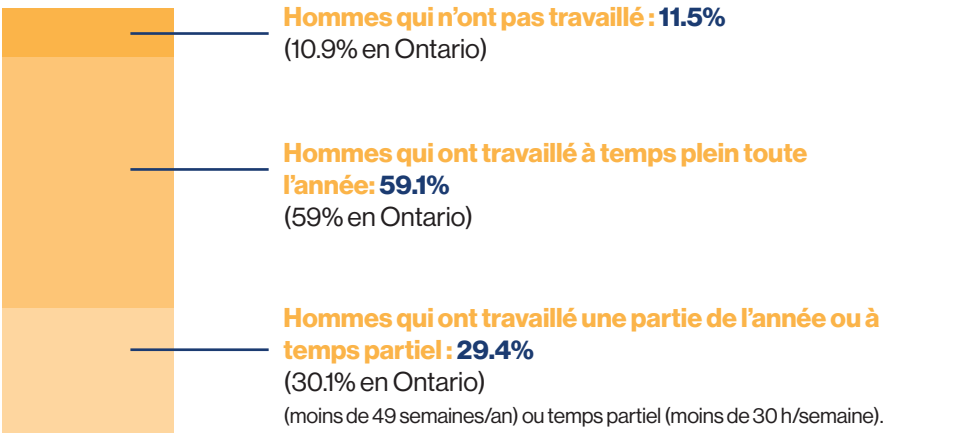 Hommes qui n'ont pas travaillé : 11.5%
(10.9% en Ontario)
Hommes qui ont travaillé à temps plein toute
l'année: 59.1%
(59% en Ontario)
Hommes qui ont travaillé une partie de l'année ou à
temps partiel : 29.4%
(30.1% en Ontario)
(moins de 49 semaines/an) ou temps partiel (moins de 30 h/semaine).